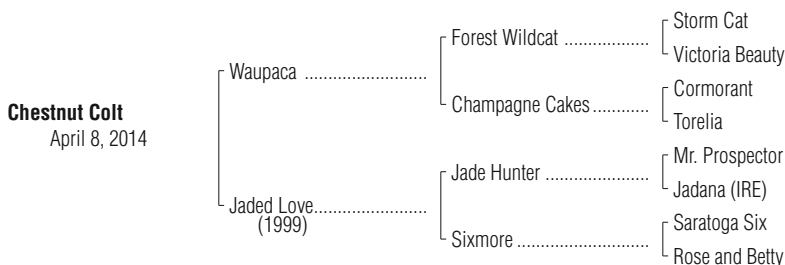 Chestnut Colt
April 8, 2014
Waupaca ...........................
Jaded Love.........................
(1999)
Forest Wildcat ...................
Champagne Cakes.............
Jade Hunter .......................
Sixmore .............................
Storm Cat
Victoria Beauty
Cormorant
Torelia
Mr. Prospector
Jadana (IRE)
Saratoga Six
Rose and Betty